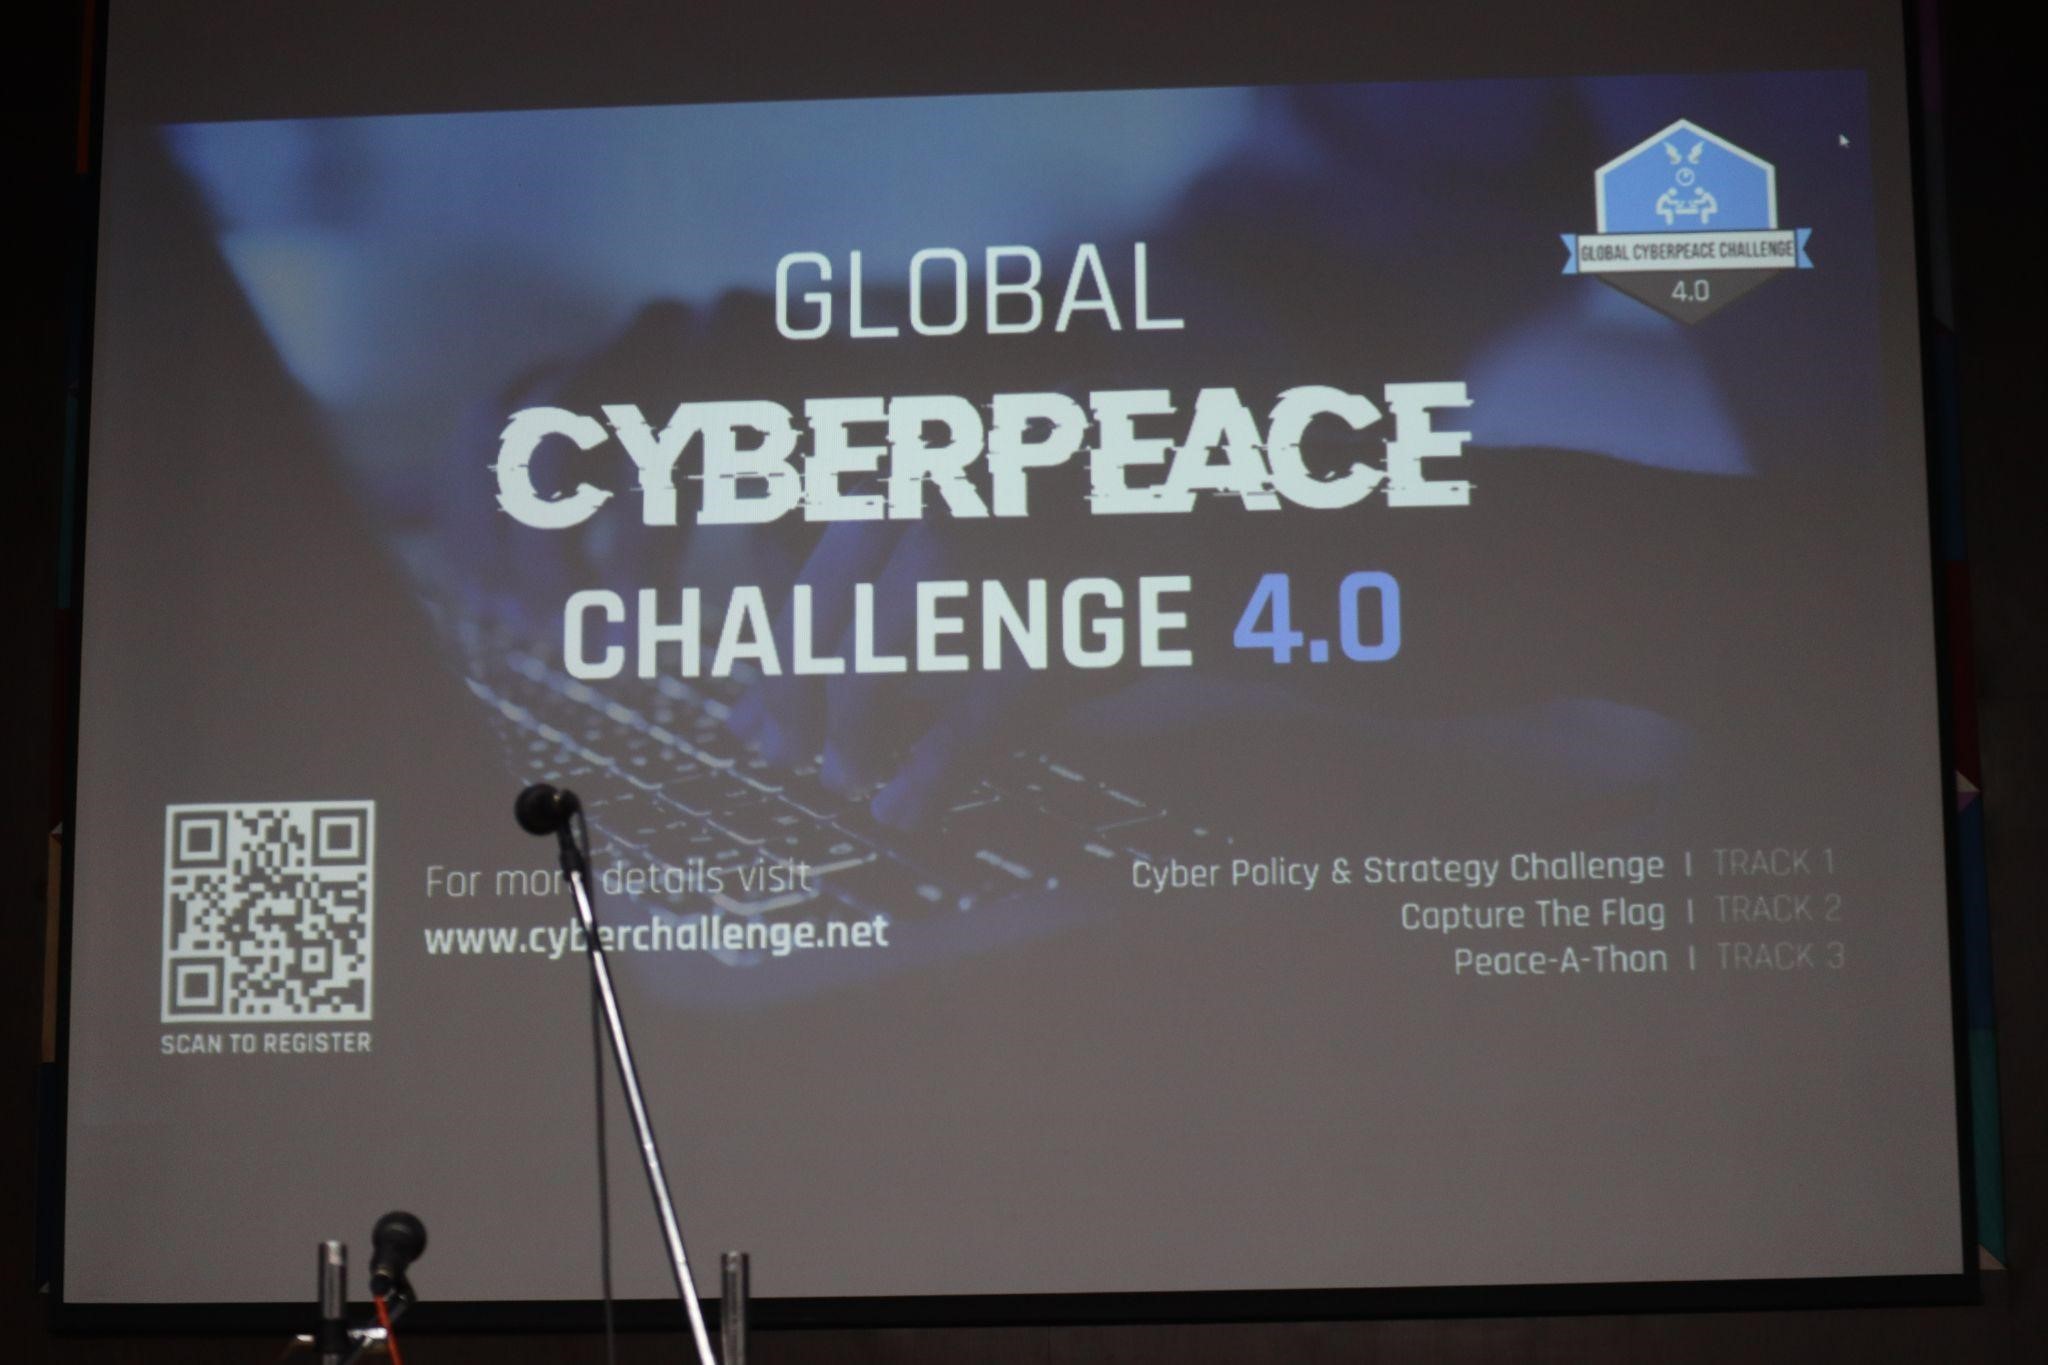 GLOBAL
CYBERPEACE
CHALLENGE 4.0
GLOBAL CYBERPEACE CHALLENGE
4.0
For more details visit
www.cyberchallenge.net
SCAN TO REGISTER
Cyber Policy & Strategy Challenge | TRACK 1
Capture The Flag | TRACK 2
Peace-A-Thon | TRACK 3